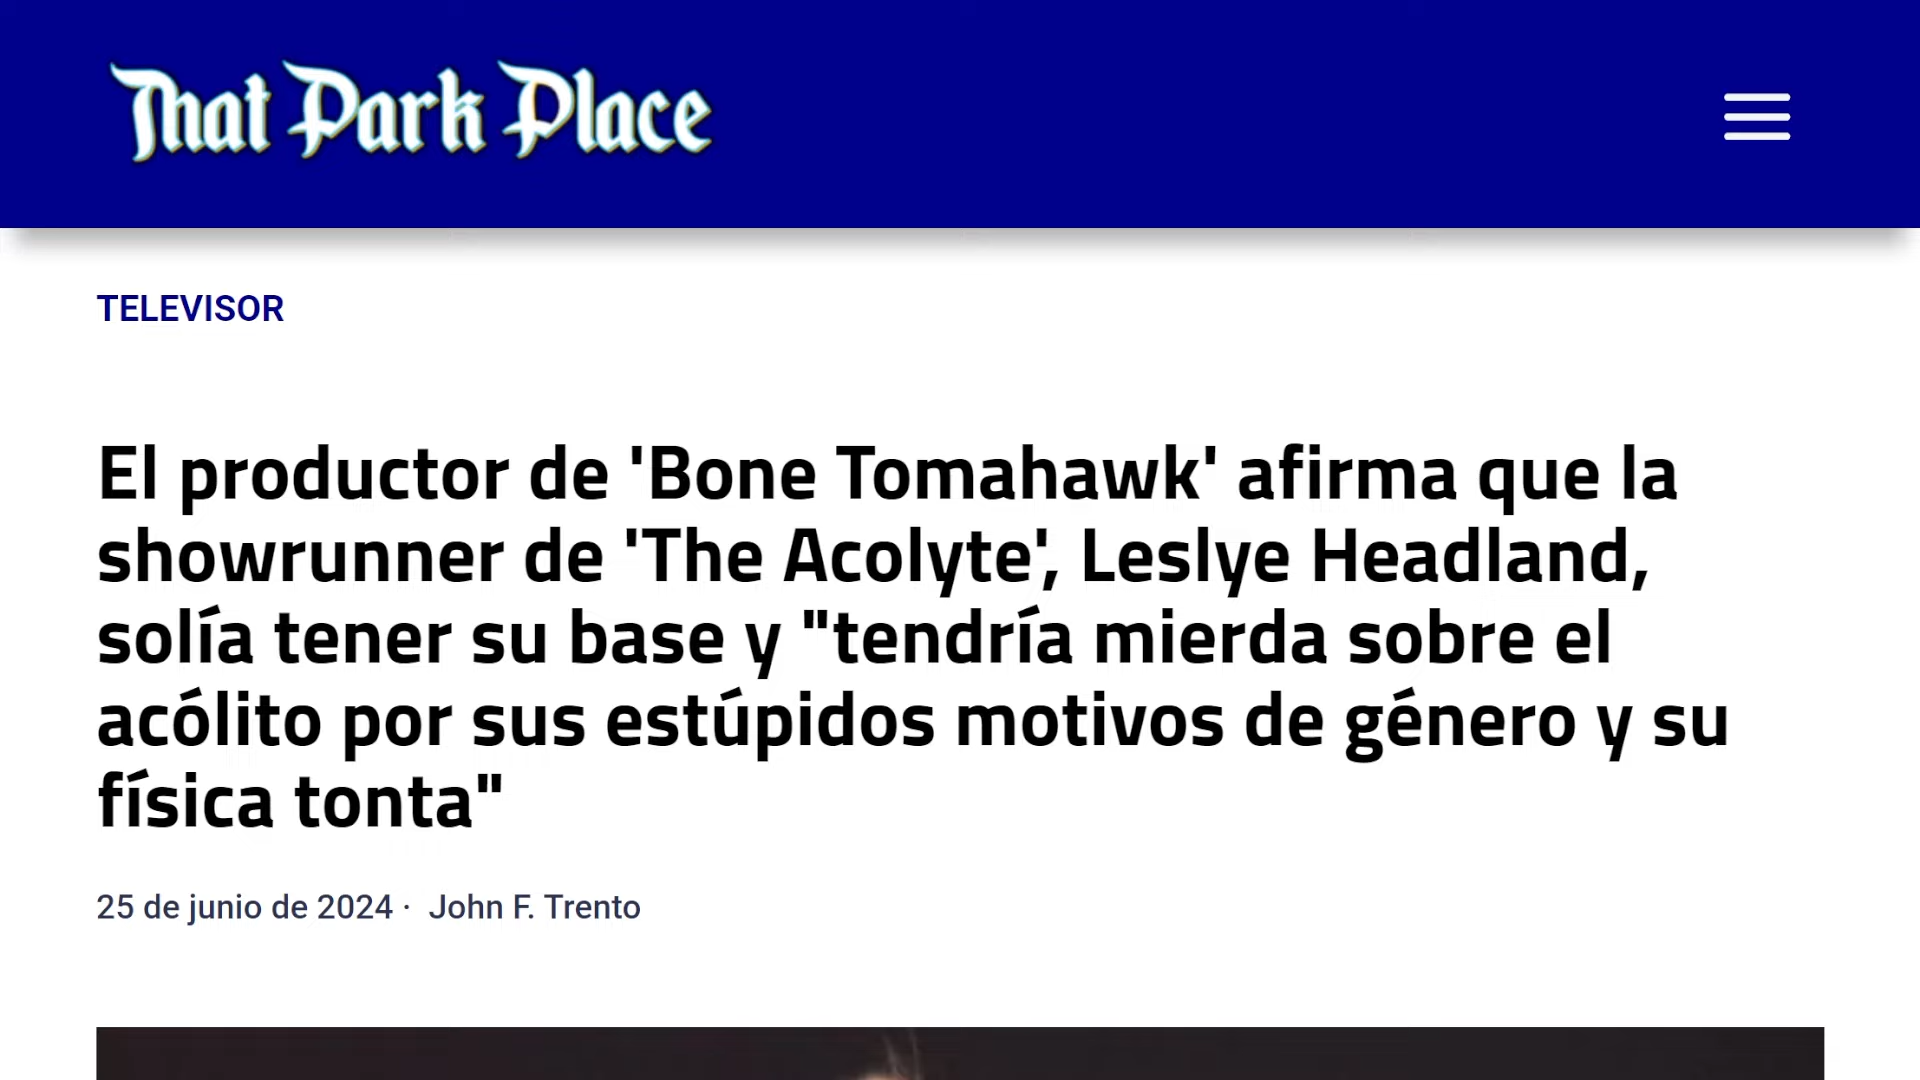 That Park Place
TELEVISOR
El productor de 'Bone Tomahawk' afirma que la
showrunner de 'The Acolyte', Leslye Headland,
solía tener su base y "tendría mierda sobre el
acólito por sus estúpidos motivos de género y su
física tonta"
25 de junio de 2024 · John F. Trento